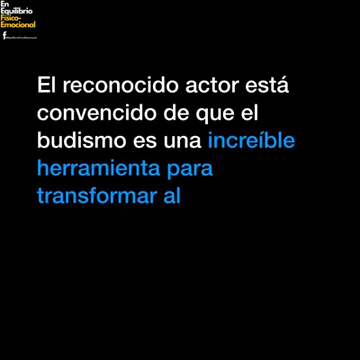 En
Equilibrio
Físico-
Emocional
El reconocido actor está
convencido de que el
budismo es una increíble
herramienta para
transformar al